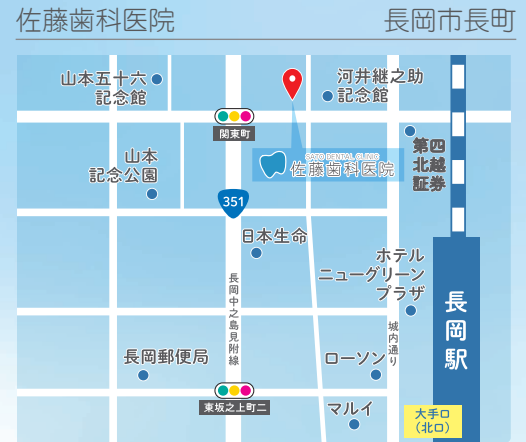 佐藤歯科医院
長岡市長町
山本五十六
記念館
河井継之助
記念館
関東町
第四
北越
証券
山本
記念公園
SATO DENTAL CLINIC
佐藤歯科医院
351
日本生命
ホテル
ニューグリーン
プラザ
長岡中之島見附線
長岡駅
城内通り
長岡郵便局
ローソン
東坂之上町二
マルイ
大手口
（北口）